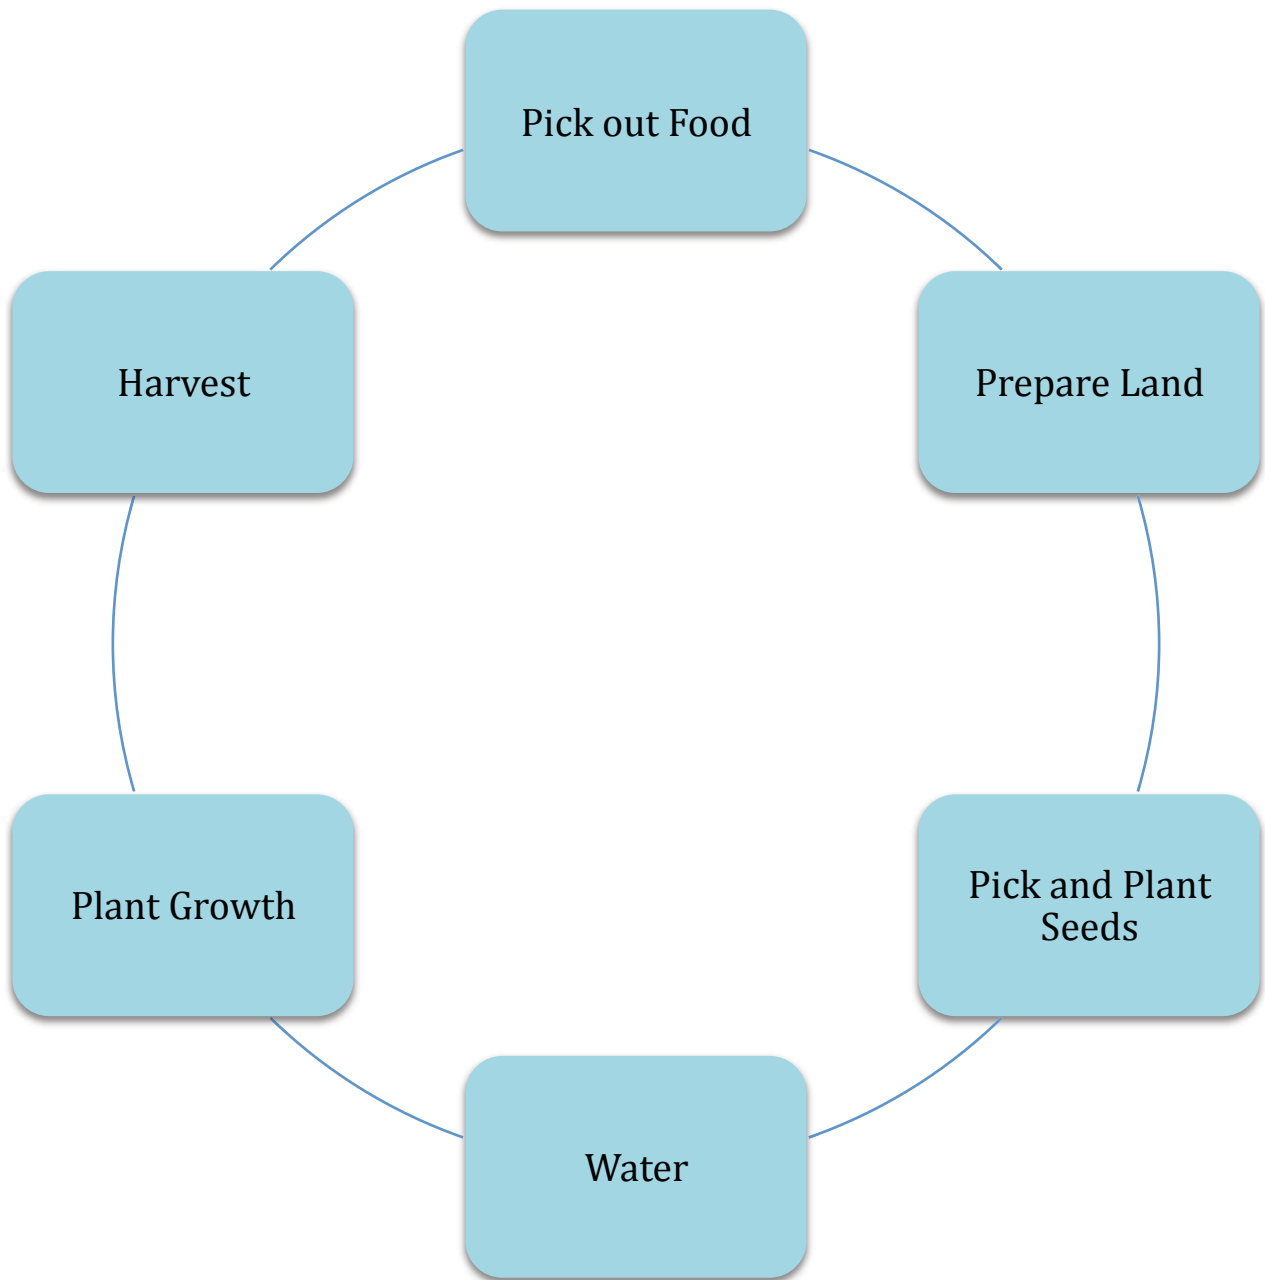 Pick out Food
Prepare Land
Pick and Plant
Seeds
Water
Plant Growth
Harvest